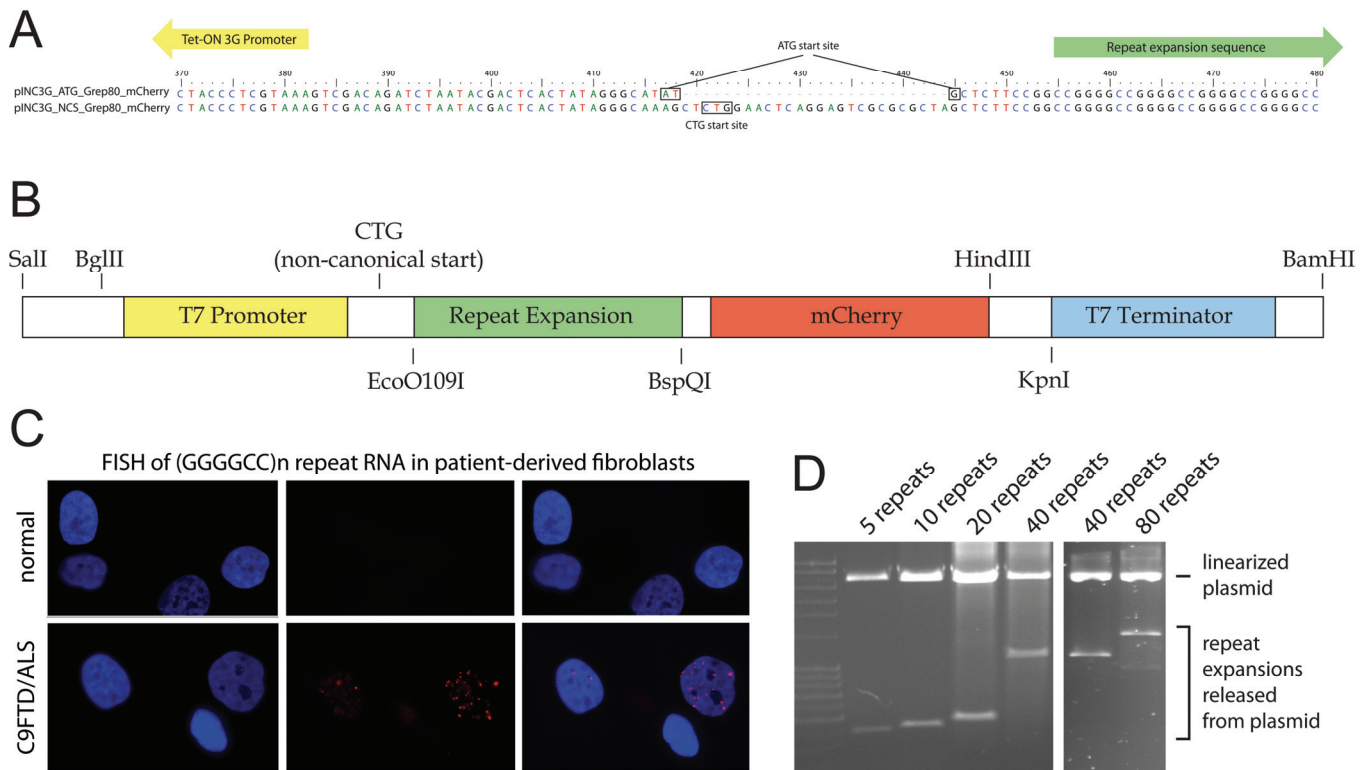 A
Tet-ON 3G Promoter
ATG start site
Repeat expansion sequence
370 380 390 400 410 420 430 440 450 460 470 480
pINC3G_ATG_Grep80_mCherry CTACCCTCGTAAAGTCGACAGATCTAATACGACTCACTATAGGGCATAT--------------------------GCTCTTCCGGCCGGGGCCGGGGCCGGGGCCGGGGCC
pINC3G_NCS_Grep80_mCherry CTACCCTCGTAAAGTCGACAGATCTAATACGACTCACTATAGGGCAAAGCTCTGGAACTCAGGAGTCGCGCGCTAGCTCTTCCGGCCGGGGCCGGGGCCGGGGCCGGGGCC
CTG start site
B
SalI
BglII
CTG
(non-canonical start)
HindIII
BamHI
T7 Promoter
Repeat Expansion
mCherry
T7 Terminator
EcoO109I
BspQI
KpnI
C
FISH of (GGGGCC)n repeat RNA in patient-derived fibroblasts
normal
C9FTD/ALS
D
5 repeats
10 repeats
20 repeats
40 repeats
40 repeats
80 repeats
linearized
plasmid
repeat
expansions
released
from plasmid